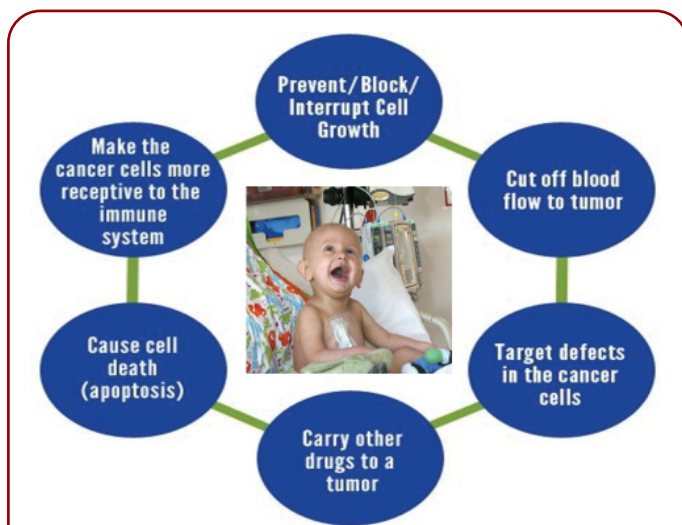 Prevent/Block/
Interrupt Cell
Growth
Cut off blood
flow to tumor
Target defects
in the cancer
cells
Carry other
drugs to a
tumor
Cause cell
death
(apoptosis)
Make the
cancer cells more
receptive to the
immune
system